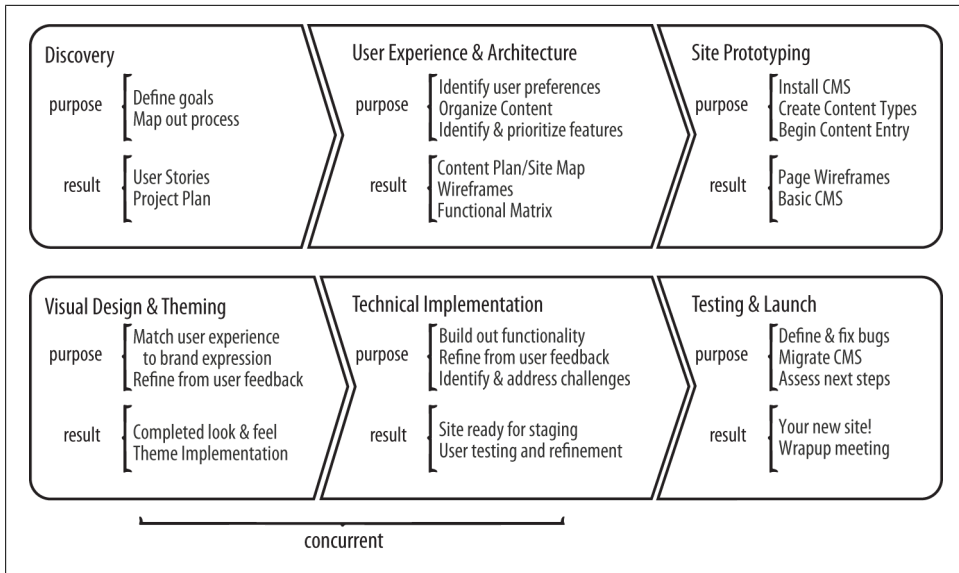 Discovery
purpose
Define goals
Map out process
result
User Stories
Project Plan
User Experience & Architecture
purpose
Identify user preferences
Organize Content
Identify & prioritize features
result
Content Plan/Site Map
Wireframes
Functional Matrix
Site Prototyping
purpose
Install CMS
Create Content Types
Begin Content Entry
result
Page Wireframes
Basic CMS
Visual Design & Theming
purpose
Match user experience
to brand expression
Refine from user feedback
result
Completed look & feel
Theme Implementation
Technical Implementation
purpose
Build out functionality
Refine from user feedback
Identify & address challenges
result
Site ready for staging
User testing and refinement
Testing & Launch
purpose
Define & fix bugs
Migrate CMS
Assess next steps
result
Your new site!
Wrapup meeting
concurrent